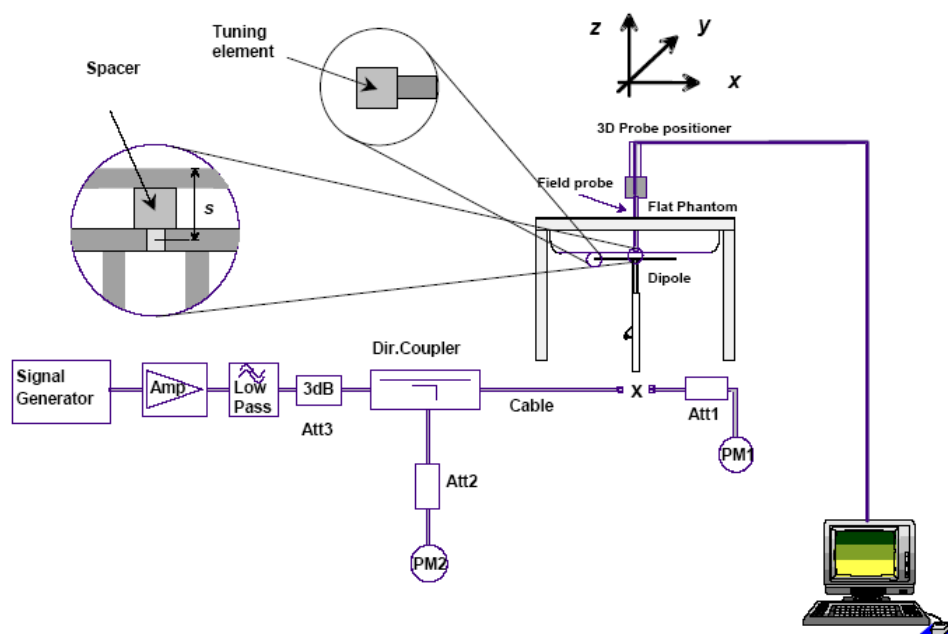 Tuning
element
Spacer
s
z
y
x
3D Probe positioner
Field probe
Flat Phantom
Dipole
Dir.Coupler
Signal
Generator
Amp
Low
Pass
3dB
Att3
Cable
x
Att1
PM1
Att2
PM2